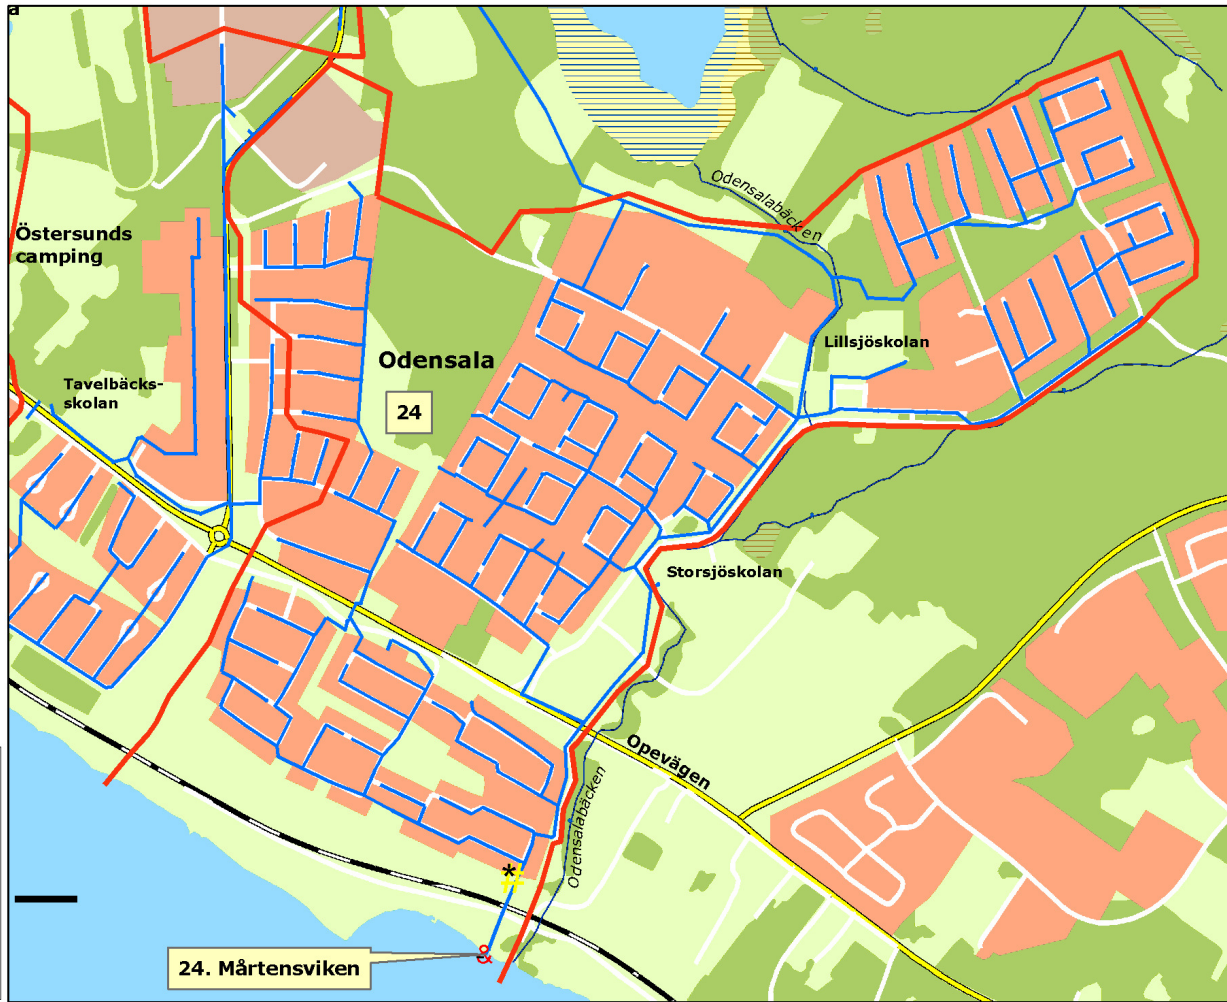 a
Odensalabäcken
Östersunds
camping
Lillsjöskolan
Odensala
Tavelbäcks-
skolan
24
Storsjöskolan
Opevägen
Odensalabäcken
*
#
&
24. Mårtensviken